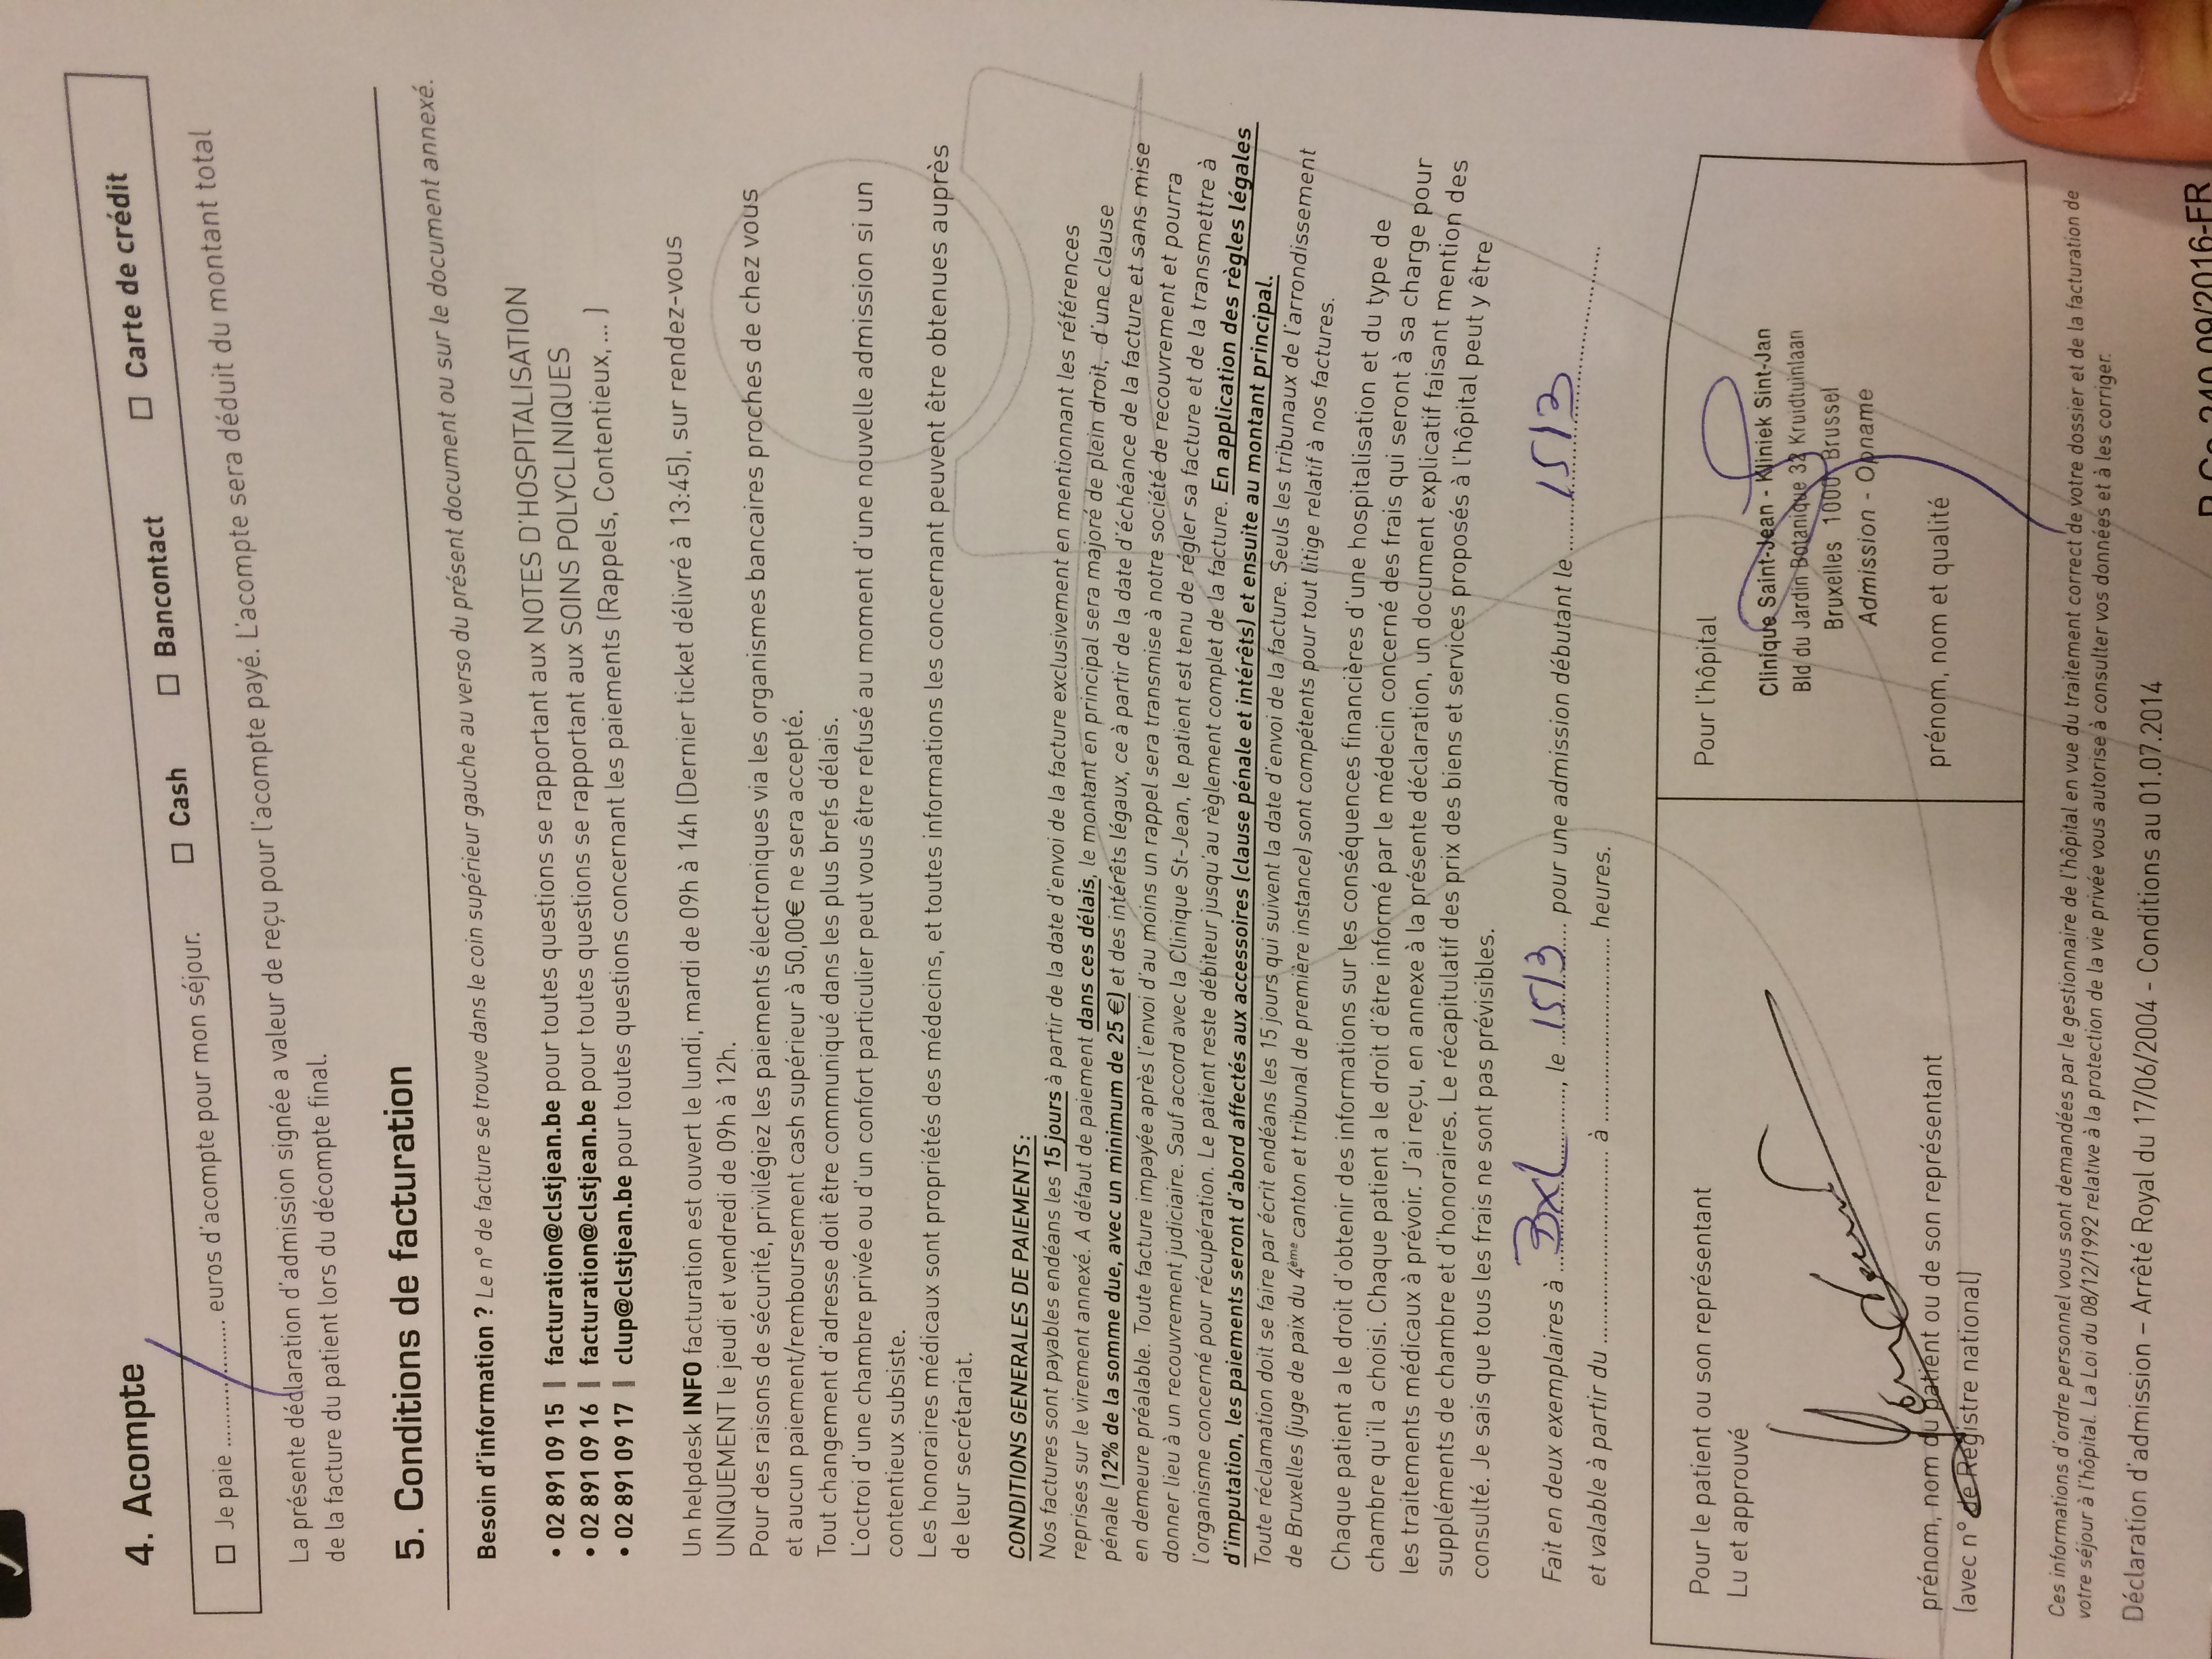 4. Acompte
□ Je paie ...................... euros d'acompte pour mon séjour. □ Cash □ Bancontact □ Carte de crédit
La présente déclaration d'admission signée a valeur de reçu pour l'acompte payé. L'acompte sera déduit du montant total
de la facture du patient lors du décompte final.
5. Conditions de facturation
Besoin d'information ? Le n° de facture se trouve dans le coin supérieur gauche au verso du présent document ou sur le document annexé.
• 02 891 09 15 | facturation@clstjean.be pour toutes questions se rapportant aux NOTES D'HOSPITALISATION
• 02 891 09 16 | facturation@clstjean.be pour toutes questions se rapportant aux SOINS POLYCLINIQUES
• 02 891 09 17 | clup@clstjean.be pour toutes questions concernant les paiements (Rappels, Contentieux, ... )
Un helpdesk INFO facturation est ouvert le lundi, mardi de 09h à 14h (Dernier ticket délivré à 13:45), sur rendez-vous
UNIQUEMENT le jeudi et vendredi de 09h à 12h.
Pour des raisons de sécurité, privilégiez les paiements électroniques via les organismes bancaires proches de chez vous
et aucun paiement/remboursement cash supérieur à 50,00€ ne sera accepté.
Tout changement d'adresse doit être communiqué dans les plus brefs délais.
L'octroi d'une chambre privée ou d'un confort particulier peut vous être refusé au moment d'une nouvelle admission si un
contentieux subsiste.
Les honoraires médicaux sont propriétés des médecins, et toutes informations les concernant peuvent être obtenues auprès
de leur secrétariat.
CONDITIONS GENERALES DE PAIEMENTS :
Nos factures sont payables endéans les 15 jours à partir de la date d'envoi de la facture exclusivement en mentionnant les références
reprises sur le virement annexé. A défaut de paiement dans ces délais, le montant en principal sera majoré de plein droit, d'une clause
pénale (12% de la somme due, avec un minimum de 25 €) et des intérêts légaux, ce à partir de la date d'échéance de la facture et sans mise
en demeure préalable. Toute facture impayée après l'envoi d'au moins un rappel sera transmise à notre société de recouvrement et pourra
donner lieu à un recouvrement judiciaire. Sauf accord avec la Clinique St-Jean, le patient est tenu de régler sa facture et de la transmettre à
l'organisme concerné pour récupération. Le patient reste débiteur jusqu'au règlement complet de la facture. En application des règles légales
d'imputation, les paiements seront d'abord affectés aux accessoires (clause pénale et intérêts) et ensuite au montant principal.
Toute réclamation doit se faire par écrit endéans les 15 jours qui suivent la date d'envoi de la facture. Seuls les tribunaux de l'arrondissement
de Bruxelles (juge de paix du 4ème canton et tribunal de première instance) sont compétents pour tout litige relatif à nos factures.
Chaque patient a le droit d'obtenir des informations sur les conséquences financières d'une hospitalisation et du type de
chambre qu'il a choisi. Chaque patient a le droit d'être informé par le médecin concerné des frais qui seront à sa charge pour
les traitements médicaux à prévoir. J'ai reçu, en annexe à la présente déclaration, un document explicatif faisant mention des
suppléments de chambre et d'honoraires. Le récapitulatif des prix des biens et services proposés à l'hôpital peut y être
consulté. Je sais que tous les frais ne sont pas prévisibles.
Fait en deux exemplaires à ... BXL ..., le ... 15/3 ... pour une admission débutant le ... 15/3 ...
et valable à partir du .............................. à ............................. heures.
Pour le patient ou son représentant
Lu et approuvé
prénom, nom du patient ou de son représentant
(avec n° de Registre national)
Pour l'hôpital
Clinique Saint-Jean - Kliniek Sint-Jan
Bld du Jardin Botanique 32 Kruidtuinlaan
Bruxelles 1000 Brussel
Admission - Opname
prénom, nom et qualité
Ces informations d'ordre personnel vous sont demandées par le gestionnaire de l'hôpital en vue du traitement correct de votre dossier et de la facturation de
votre séjour à l'hôpital. La Loi du 08/12/1992 relative à la protection de la vie privée vous autorise à consulter vos données et à les corriger.
Déclaration d'admission – Arrêté Royal du 17/06/2004 - Conditions au 01.07.2014
240 09/2016-FR